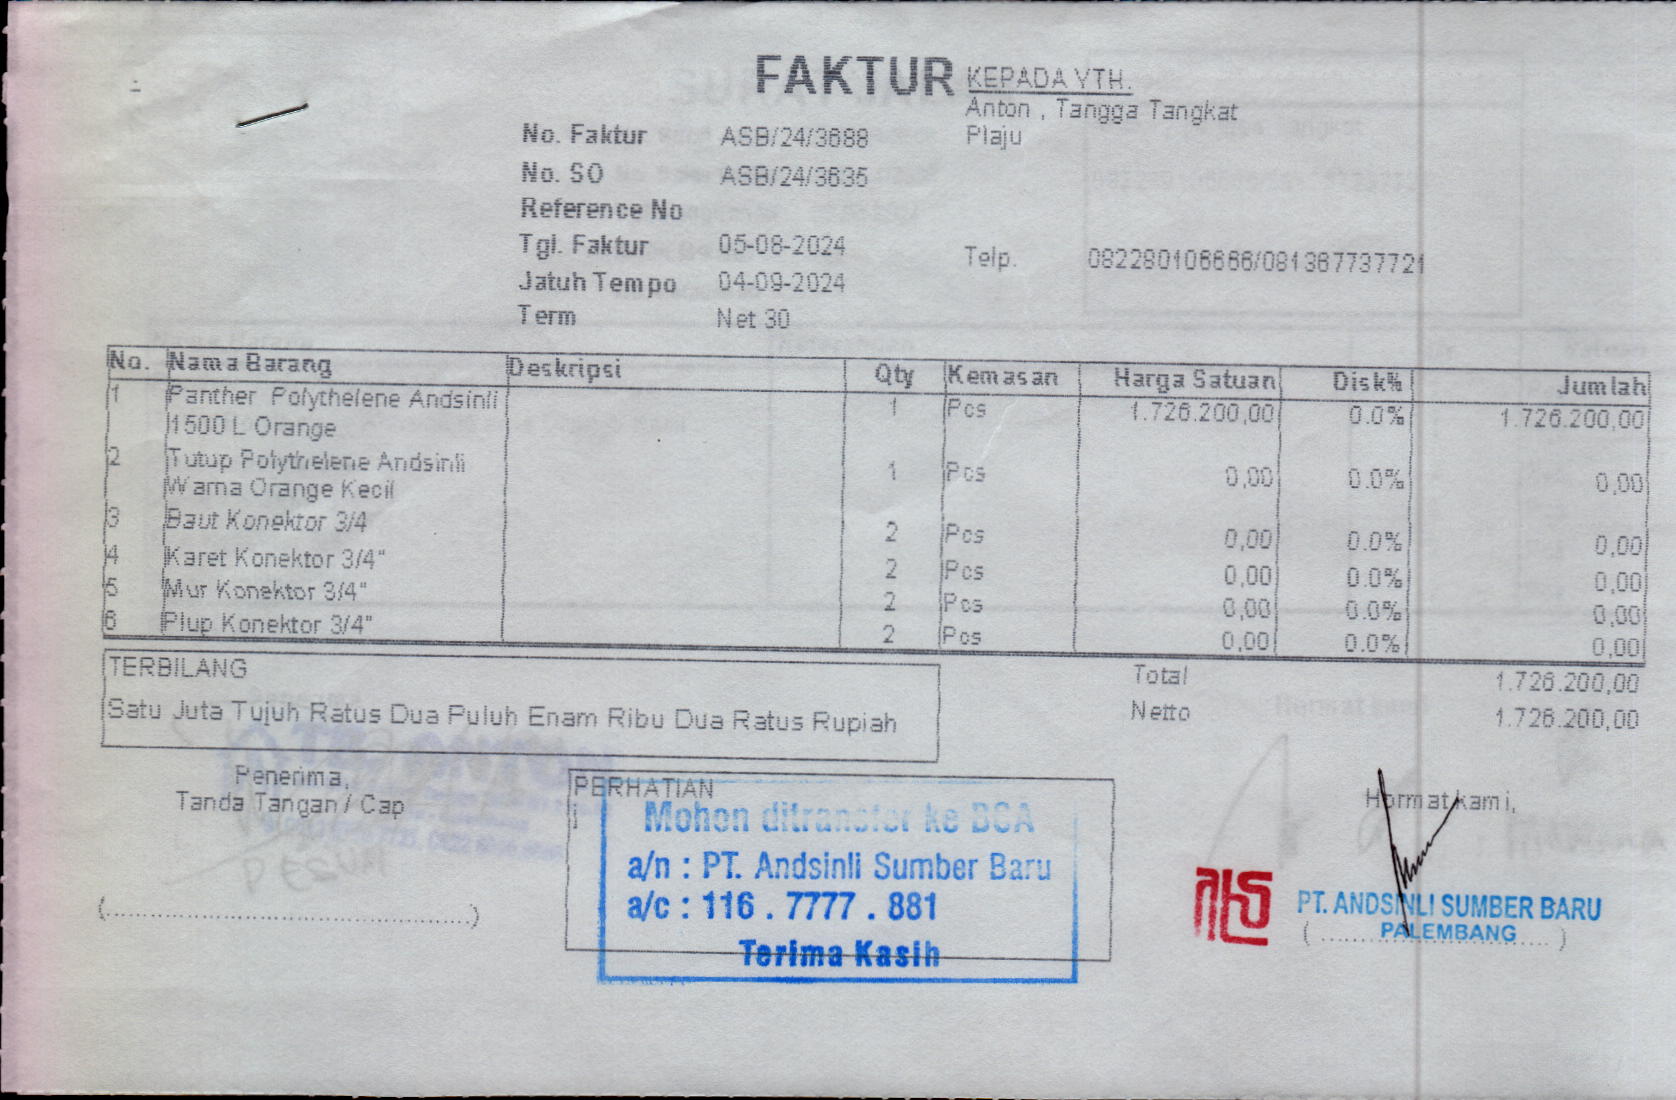 FAKTUR
KEPADA YTH.
Anton , Tangga Tangkat
Plaju
No. Faktur ASB/24/3688
No. SO ASB/24/3635
Reference No
Tgl. Faktur 05-08-2024
Telp. 082280106666/081367737721
Jatuh Tempo 04-09-2024
Term Net 30
No. Nama Barang Deskripsi Qty Kemasan Harga Satuan Disk% Jumlah
1 Panther Polythelene Andsinli 1 Pcs 1.726.200,00 0.0% 1.726.200,00
1500 L Orange
2 Tutup Polythelene Andsinli 1 Pcs 0,00 0.0% 0,00
Warna Orange Kecil
3 Baut Konektor 3/4 2 Pcs 0,00 0.0% 0,00
4 Karet Konektor 3/4" 2 Pcs 0,00 0.0% 0,00
5 Mur Konektor 3/4" 2 Pcs 0,00 0.0% 0,00
6 Plup Konektor 3/4" 2 Pcs 0,00 0.0% 0,00
TERBILANG
Satu Juta Tujuh Ratus Dua Puluh Enam Ribu Dua Ratus Rupiah
Total 1.726.200,00
Netto 1.726.200,00
Penerima,
Tanda Tangan / Cap
(............................................)
PERHATIAN
Mohon ditransfer ke BCA
a/n : PT. Andsinli Sumber Baru
a/c : 116 . 7777 . 881
Terima Kasih
Hormat kami,
PT. ANDSINLI SUMBER BARU
PALEMBANG
( ............................ )